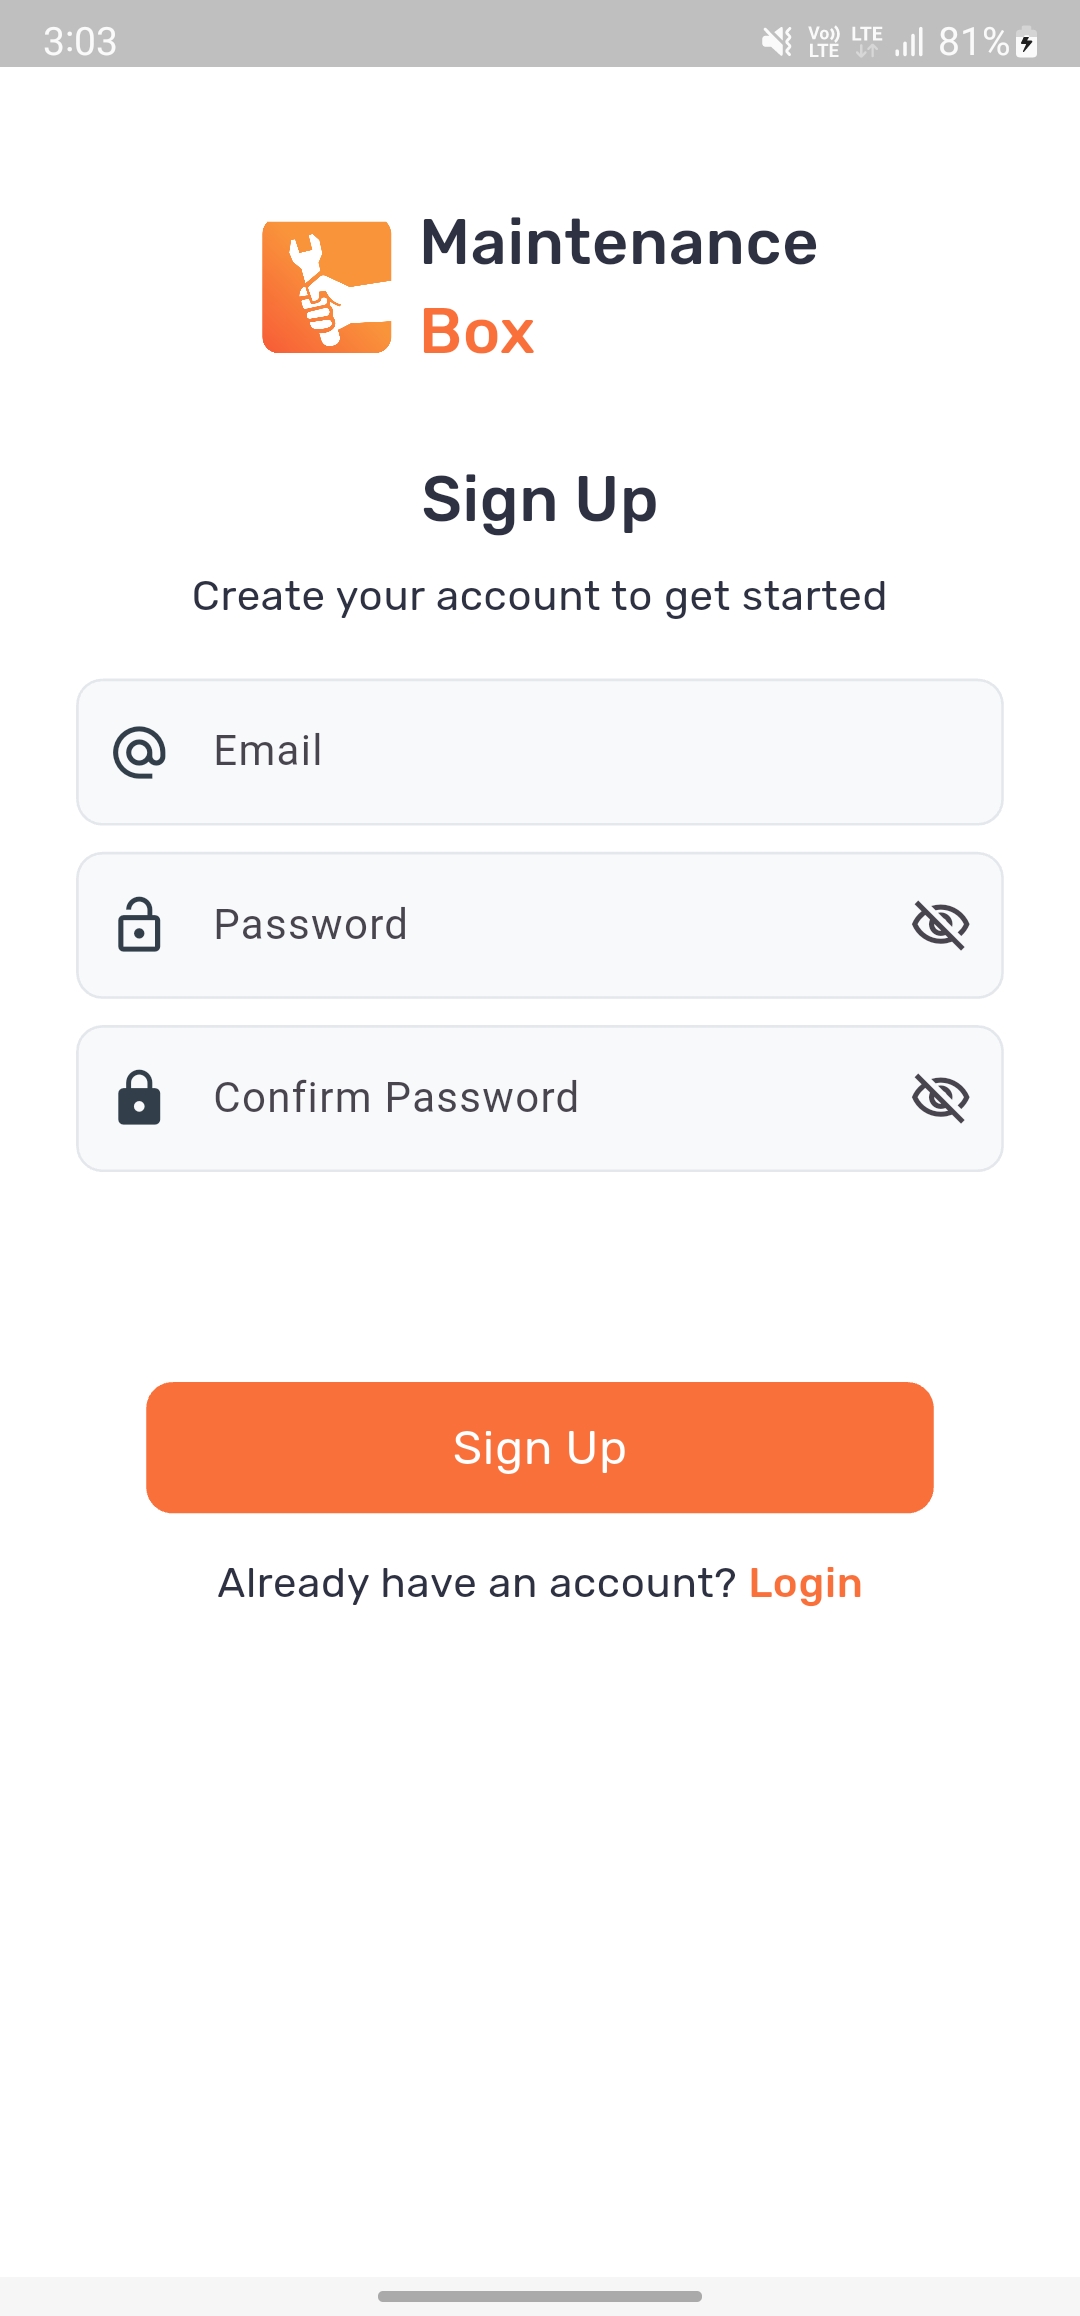 3:03
Vo)) LTE
LTE
81%
Maintenance
Box
Sign Up
Create your account to get started
Email
Password
Confirm Password
Sign Up
Already have an account? Login